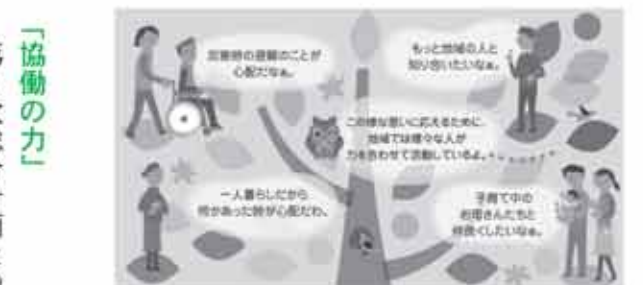 「協働の力」
災害時の避難のことが
心配だなぁ。
もっと地域の人と
知り合いたいなぁ。
この様な思いに応えるために、
地域では様々な人が
力を合わせて活動しているよ。
一人暮らしだから
何かあった時が心配だわ。
子育て中の
お母さんたちと
仲良くしたいなぁ。